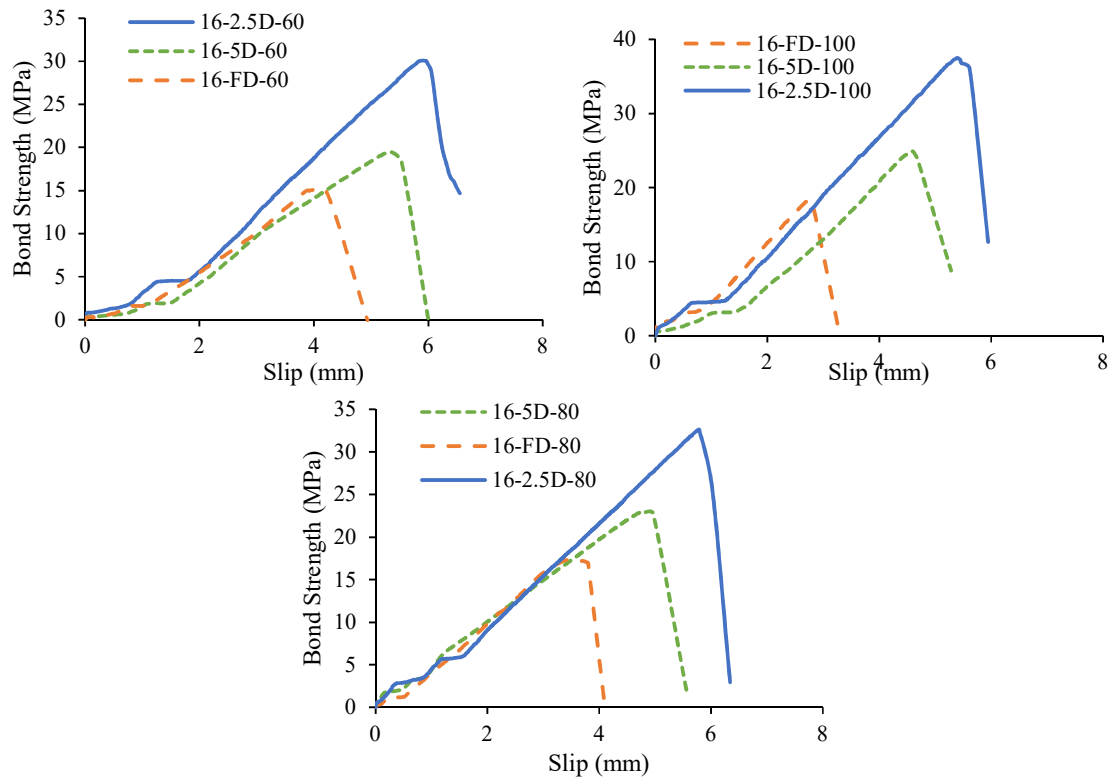 Bond Strength (MPa)
35
30
25
20
15
10
5
0
16-2.5D-60
16-5D-60
16-FD-60
0 2 4 6 8
Slip (mm)
Bond Strength (MPa)
40
30
20
10
0
16-FD-100
16-5D-100
16-2.5D-100
0 2 4 6 8
Slip (mm)
Bond Strength (MPa)
35
30
25
20
15
10
5
0
16-5D-80
16-FD-80
16-2.5D-80
0 2 4 6 8
Slip (mm)